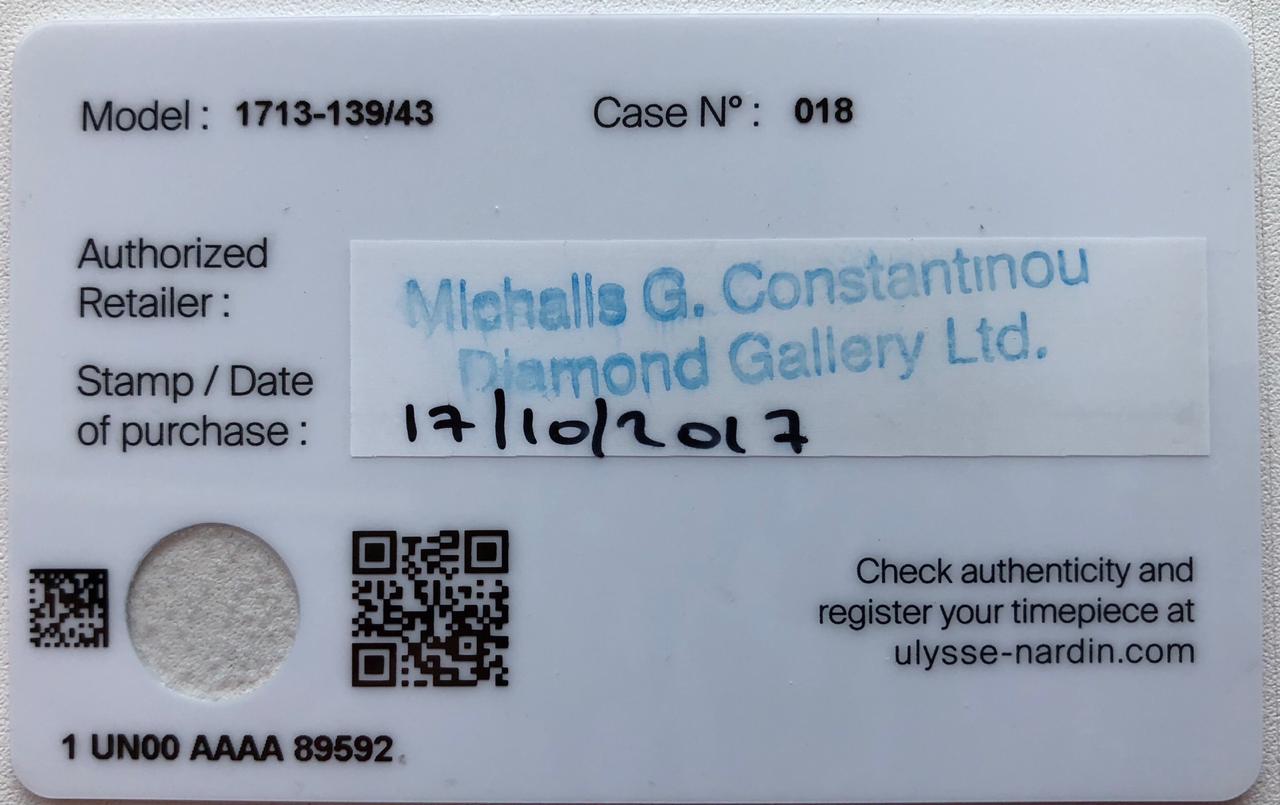 Model : 1713-139/43
Case Nº : 018
Authorized
Retailer :
Michalis G. Constantinou
Diamond Gallery Ltd.
Stamp / Date
of purchase :
17/10/2017
Check authenticity and
register your timepiece at
ulysse-nardin.com
1 UN00 AAAA 89592